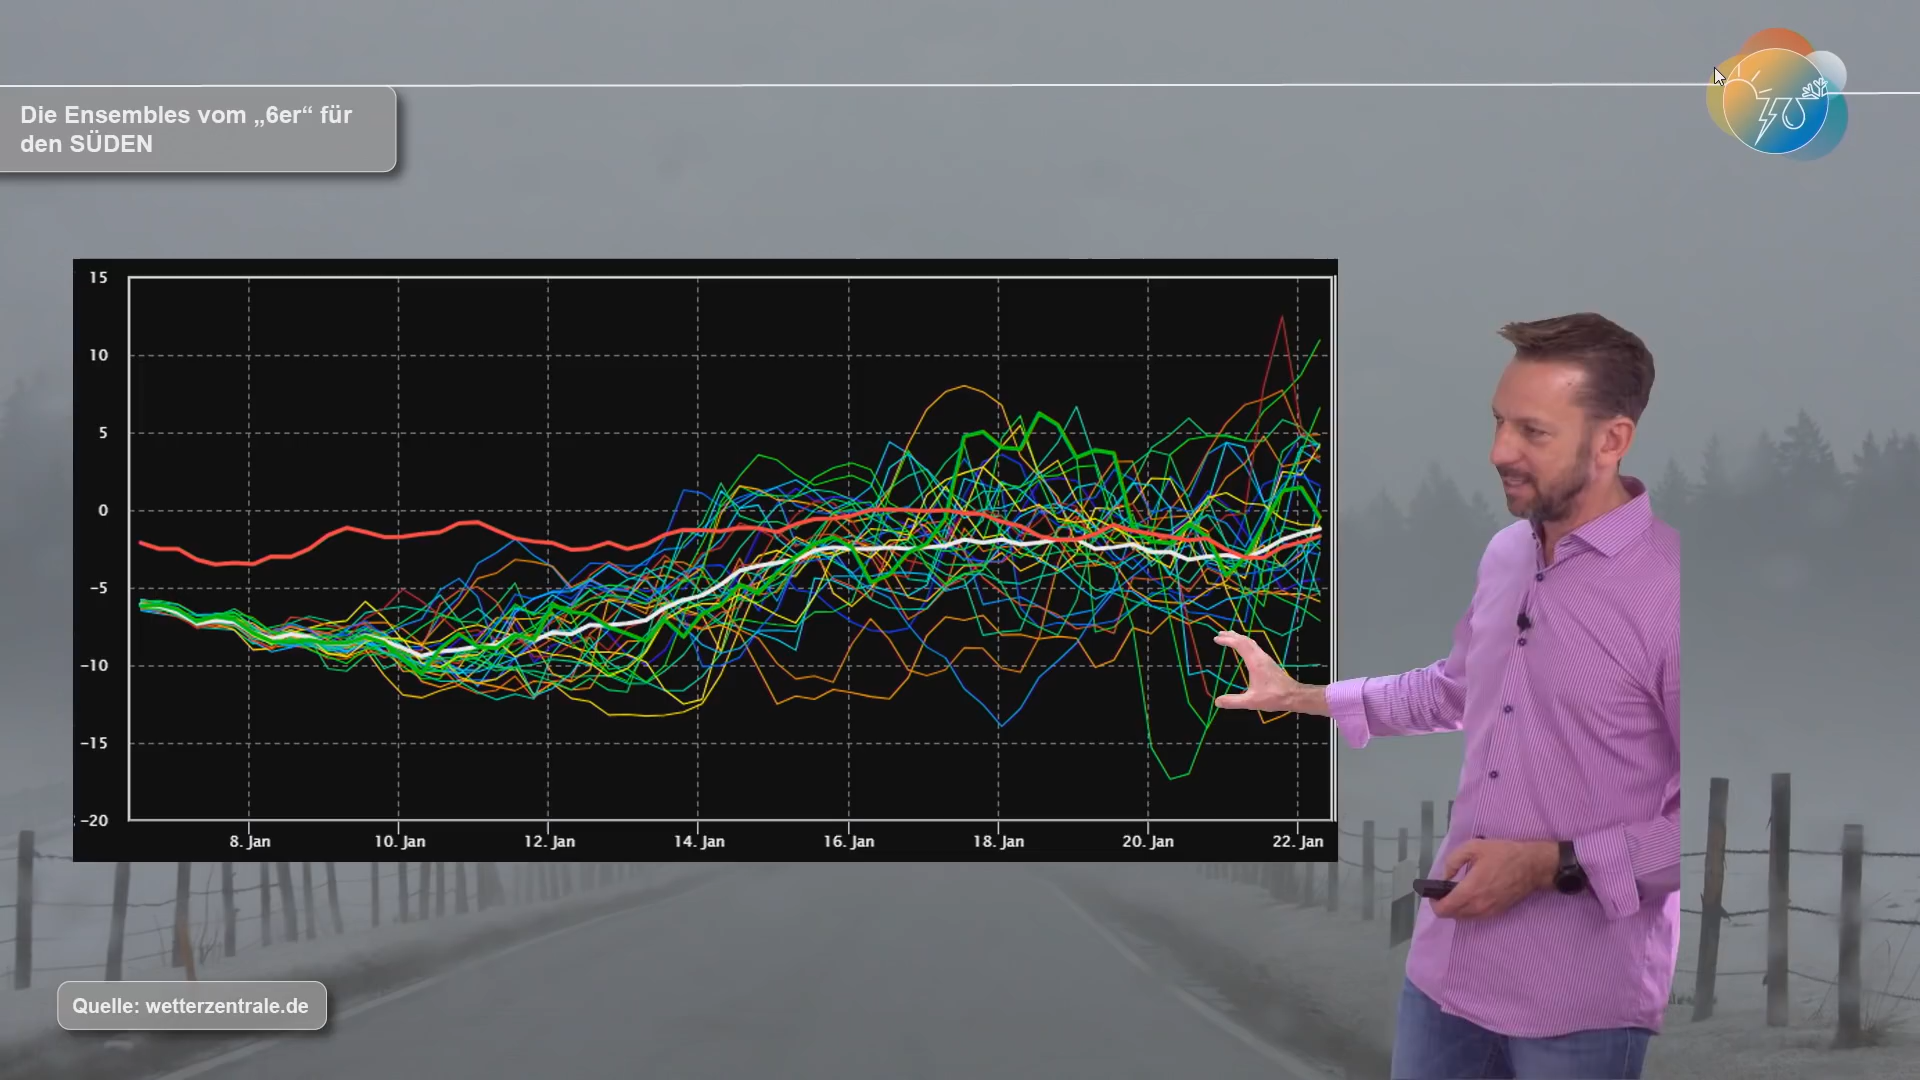 Die Ensembles vom „6er“ für
den SÜDEN
15
10
5
0
-5
-10
-15
-20
8. Jan 10. Jan 12. Jan 14. Jan 16. Jan 18. Jan 20. Jan 22. Jan
Quelle: wetterzentrale.de